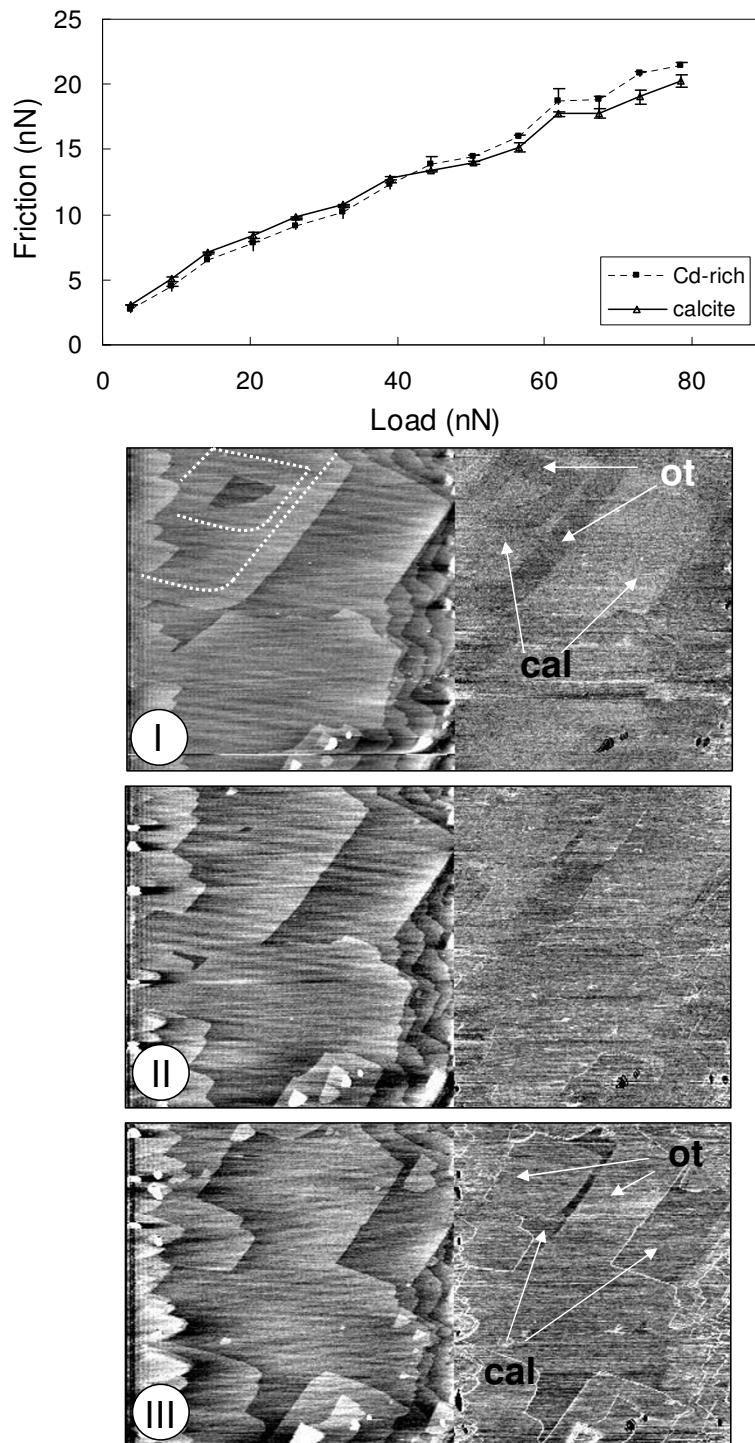 25
20
15
10
5
0
Friction (nN)
0 20 40 60 80
Load (nN)
Cd-rich
calcite
ot
cal
I
II
ot
cal
III